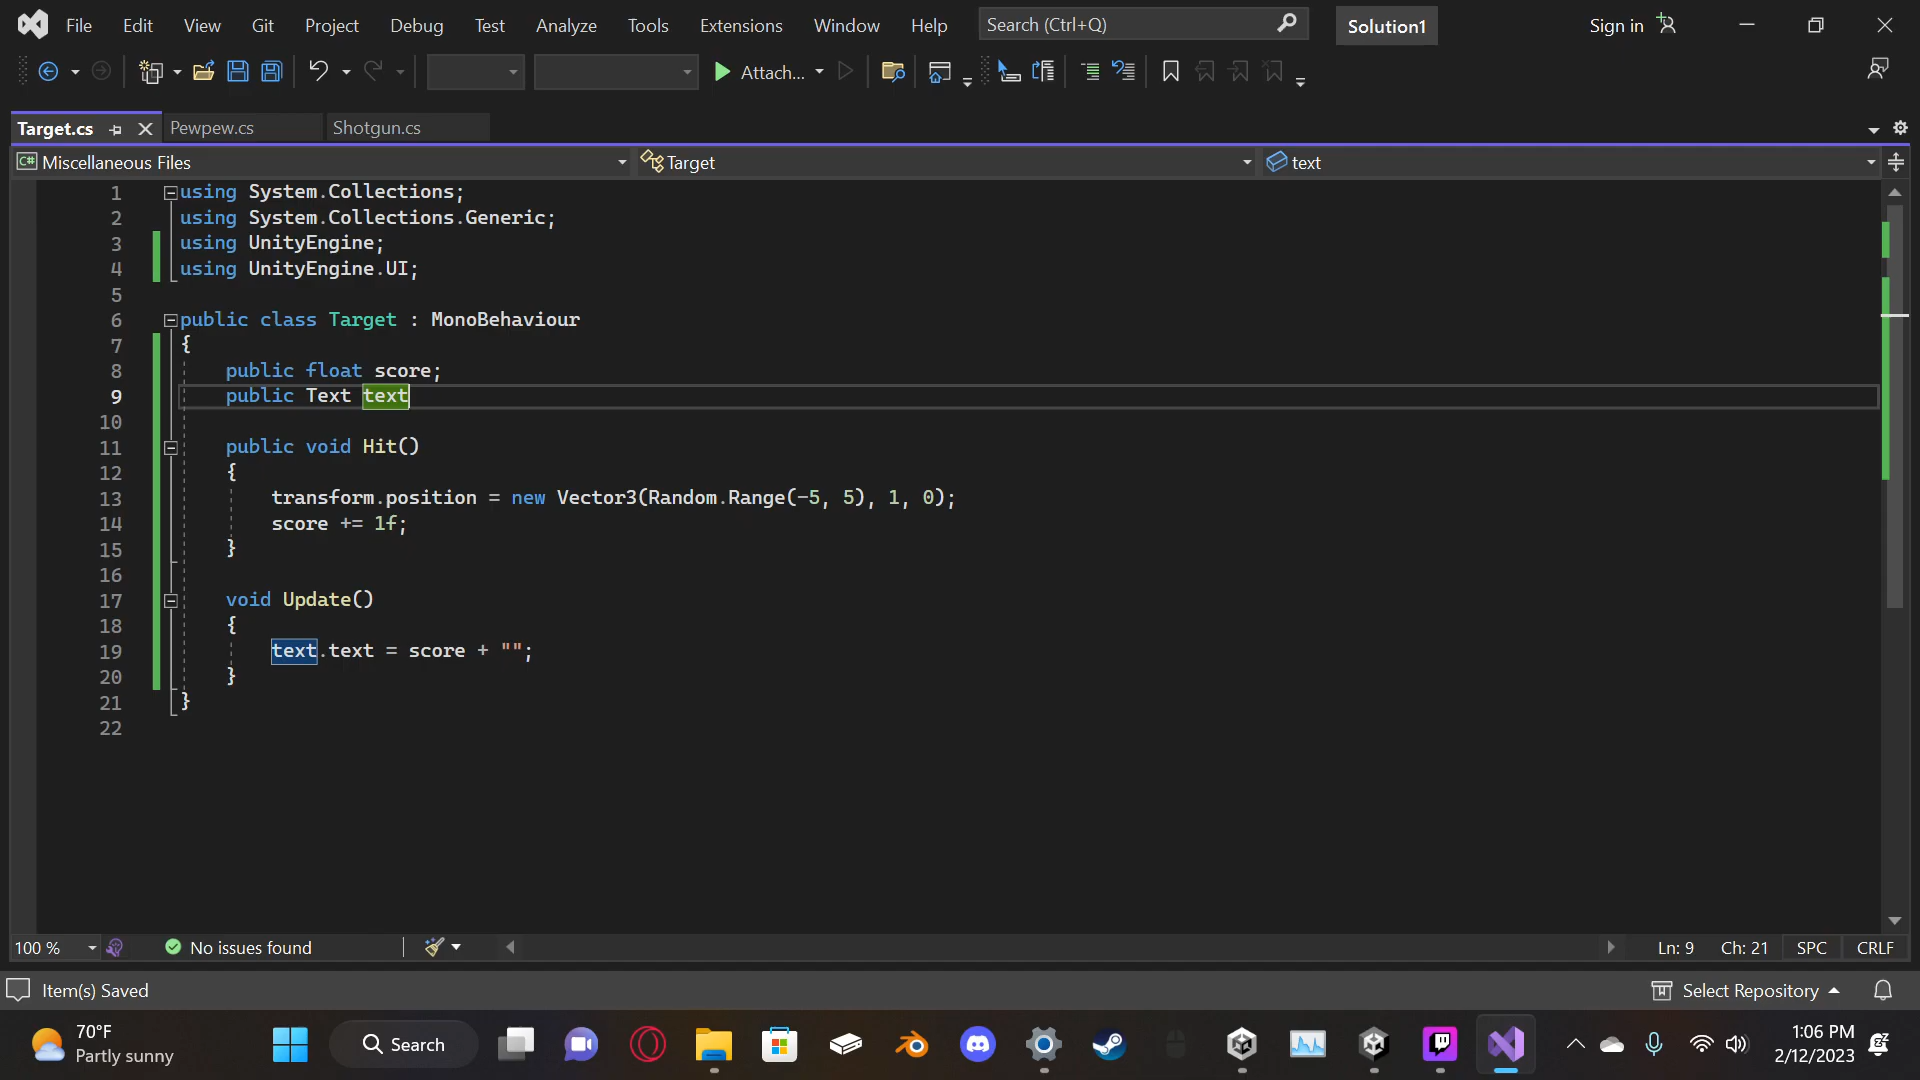 File Edit View Git Project Debug Test Analyze Tools Extensions Window Help Search (Ctrl+Q) Solution1 Sign in
Attach...
Target.cs Pewpew.cs Shotgun.cs
C# Miscellaneous Files Target text
1 using System.Collections;
2 using System.Collections.Generic;
3 using UnityEngine;
4 using UnityEngine.UI;
5
6 public class Target : MonoBehaviour
7 {
8 public float score;
9 public Text text
10
11 public void Hit()
12 {
13 transform.position = new Vector3(Random.Range(-5, 5), 1, 0);
14 score += 1f;
15 }
16
17 void Update()
18 {
19 text.text = score + "";
20 }
21 }
22
100 % No issues found Ln: 9 Ch: 21 SPC CRLF
Item(s) Saved Select Repository
70°F
Partly sunny
Search
1:06 PM
2/12/2023